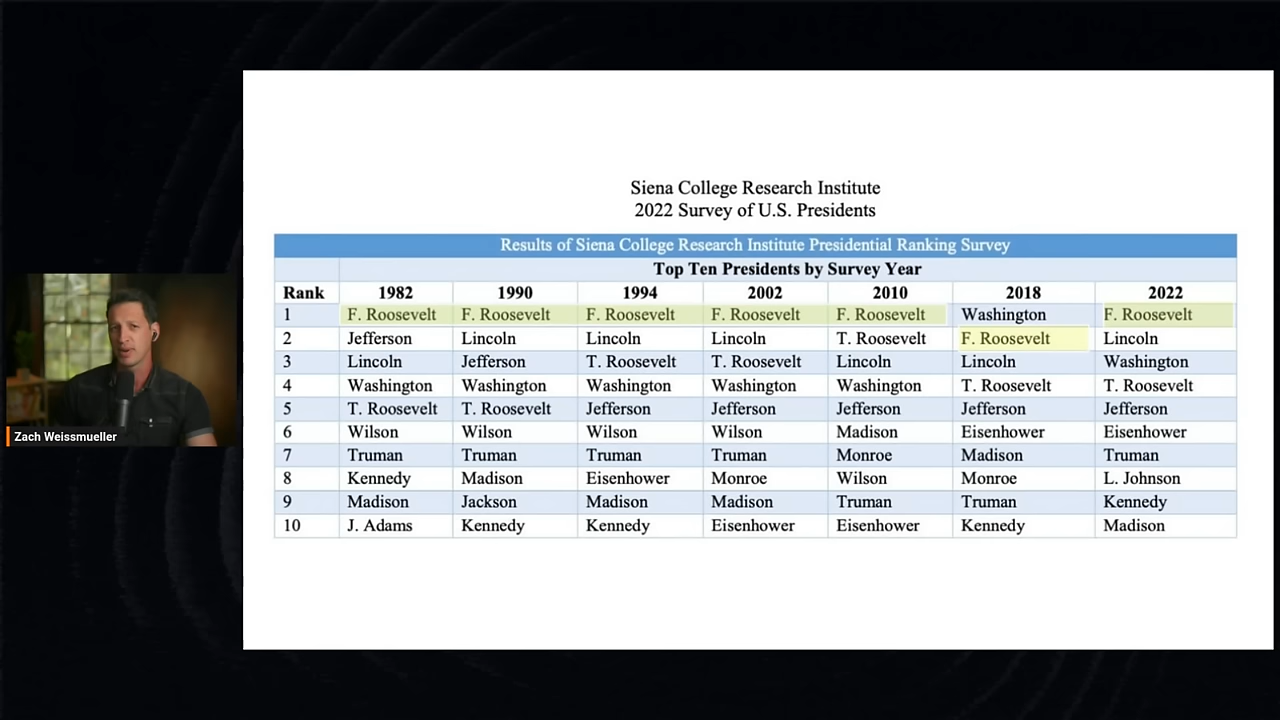 Siena College Research Institute
2022 Survey of U.S. Presidents
Results of Siena College Research Institute Presidential Ranking Survey
Top Ten Presidents by Survey Year
Rank 1982 1990 1994 2002 2010 2018 2022
1 F. Roosevelt F. Roosevelt F. Roosevelt F. Roosevelt F. Roosevelt Washington F. Roosevelt
2 Jefferson Lincoln Lincoln Lincoln T. Roosevelt F. Roosevelt Lincoln
3 Lincoln Jefferson T. Roosevelt T. Roosevelt Lincoln Lincoln Washington
4 Washington Washington Washington Washington Washington T. Roosevelt T. Roosevelt
5 T. Roosevelt T. Roosevelt Jefferson Jefferson Jefferson Jefferson Jefferson
6 Wilson Wilson Wilson Wilson Madison Eisenhower Eisenhower
7 Truman Truman Truman Truman Monroe Madison Truman
8 Kennedy Madison Eisenhower Monroe Wilson Monroe L. Johnson
9 Madison Jackson Madison Madison Truman Truman Kennedy
10 J. Adams Kennedy Kennedy Eisenhower Eisenhower Kennedy Madison
Zach Weissmueller